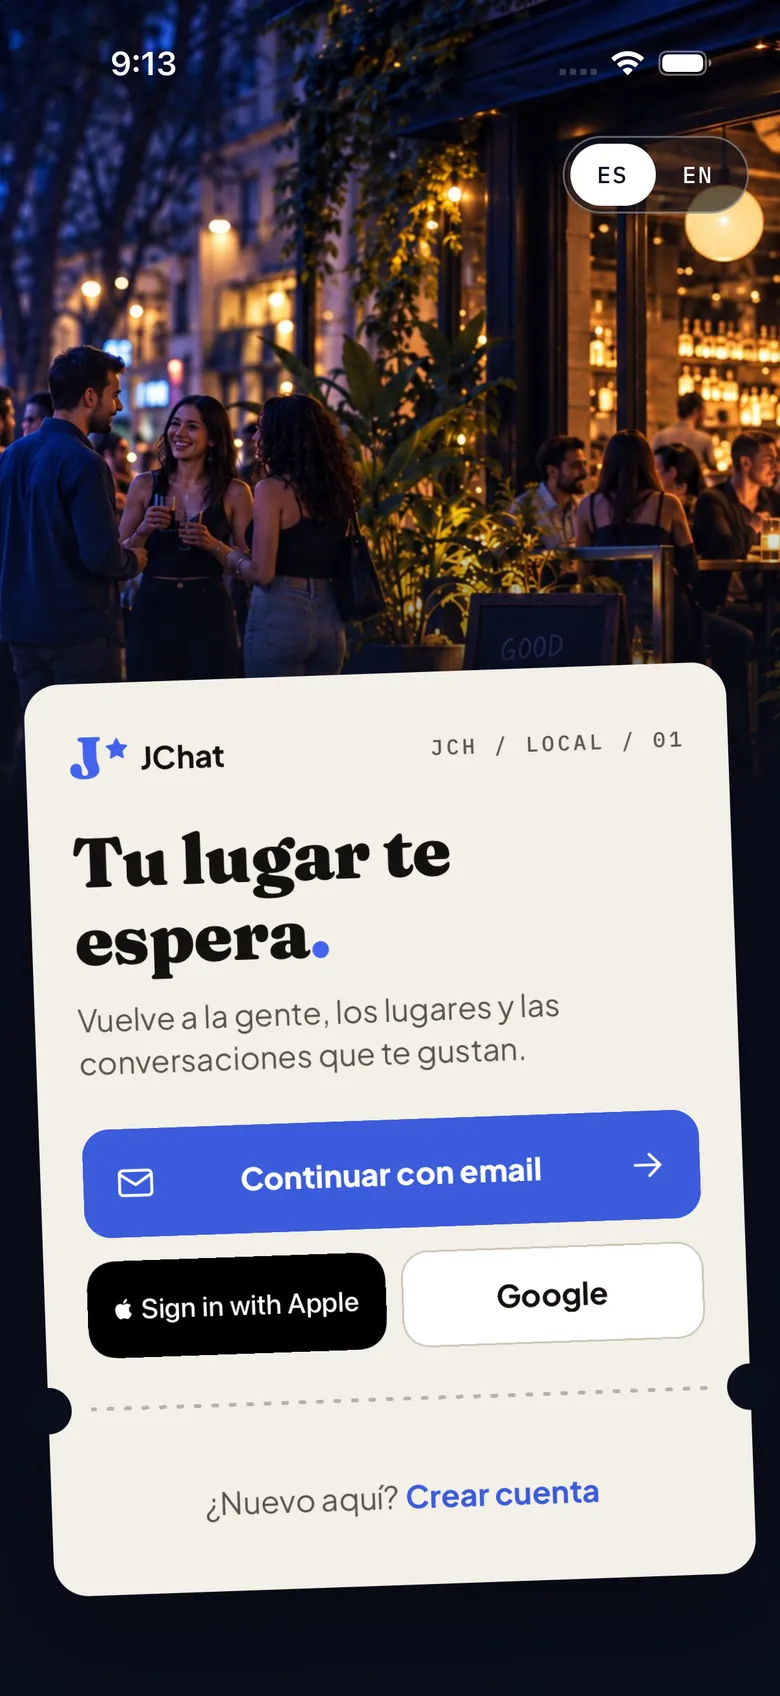 9:13
ES EN
GOOD
J JChat
JCH / LOCAL / 01
Tu lugar te
espera.
Vuelve a la gente, los lugares y las
conversaciones que te gustan.
Continuar con email
Sign in with Apple
Google
¿Nuevo aquí? Crear cuenta